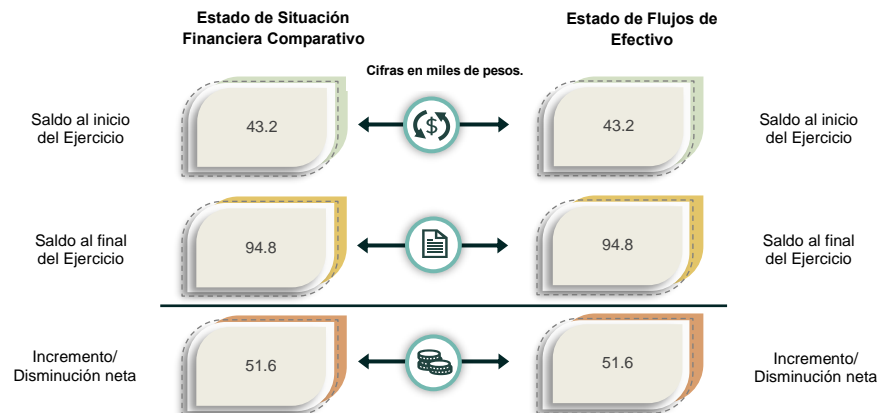 Estado de Situación
Financiera Comparativo
Estado de Flujos de
Efectivo
Cifras en miles de pesos.
Saldo al inicio
del Ejercicio
43.2
$
43.2
Saldo al inicio
del Ejercicio
Saldo al final
del Ejercicio
94.8
94.8
Saldo al final
del Ejercicio
Incremento/
Disminución neta
51.6
51.6
Incremento/
Disminución neta